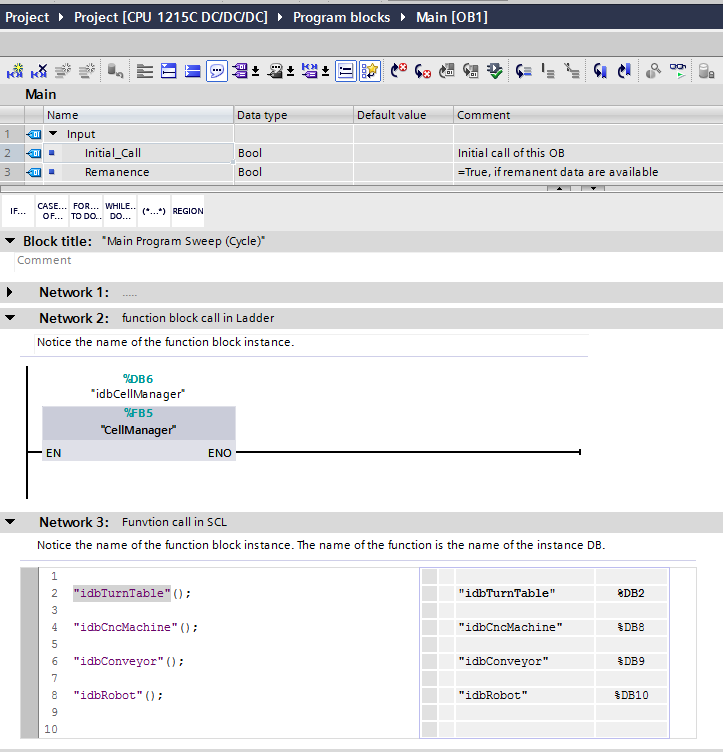 Project › Project [CPU 1215C DC/DC/DC] › Program blocks › Main [OB1]
Main
Name Data type Default value Comment
1 Input
2 Initial_Call Bool Initial call of this OB
3 Remanence Bool =True, if remanent data are available
IF... CASE... OF... FOR... TO DO.. WHILE.. DO... (*...*) REGION
Block title: "Main Program Sweep (Cycle)"
Comment
Network 1: .....
Network 2: function block call in Ladder
Notice the name of the function block instance.
%DB6
"idbCellManager"
%FB5
"CellManager"
EN ENO
Network 3: Funvtion call in SCL
Notice the name of the function block instance. The name of the function is the name of the instance DB.
1
2 "idbTurnTable"(); "idbTurnTable" %DB2
3
4 "idbCncMachine"(); "idbCncMachine" %DB8
5
6 "idbConveyor"(); "idbConveyor" %DB9
7
8 "idbRobot"(); "idbRobot" %DB10
9
10